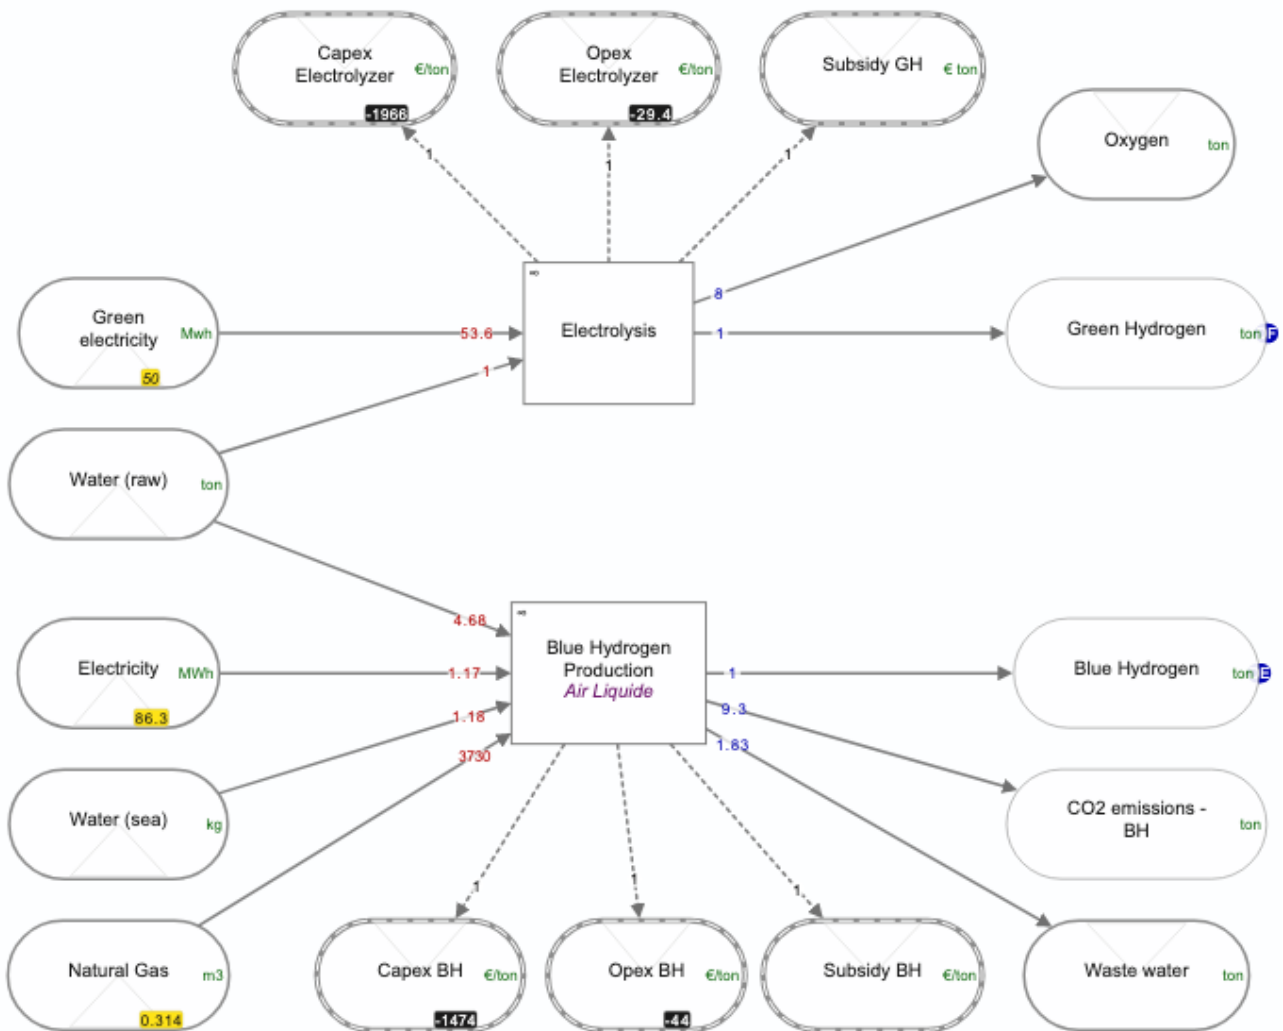 Capex
Electrolyzer
€/ton
-1966
Opex
Electrolyzer
€/ton
-29.4
Subsidy GH
€ ton
Oxygen
ton
1
1
1
∞
Electrolysis
8
1
Green
electricity
Mwh
50
53.6
1
Green Hydrogen
ton
F
Water (raw)
ton
4.68
∞
Blue Hydrogen
Production
Air Liquide
Electricity
MWh
86.3
1.17
1.18
3730
1
9.3
1.83
Blue Hydrogen
ton
E
Water (sea)
kg
CO2 emissions -
BH
ton
1
1
1
Natural Gas
m3
0.314
Capex BH
€/ton
-1474
Opex BH
€/ton
-44
Subsidy BH
€/ton
Waste water
ton